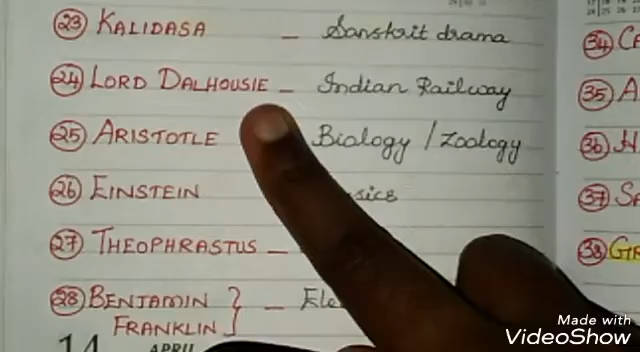 23 KALIDASA - Sanskrit drama
24 LORD DALHOUSIE - Indian Railway
25 ARISTOTLE Biology / Zoology
26 EINSTEIN
27 THEOPHRASTUS -
28 BENJAMIN FRANKLIN } -
14 APRIL
34
35
36
37
38
Made with
VideoShow